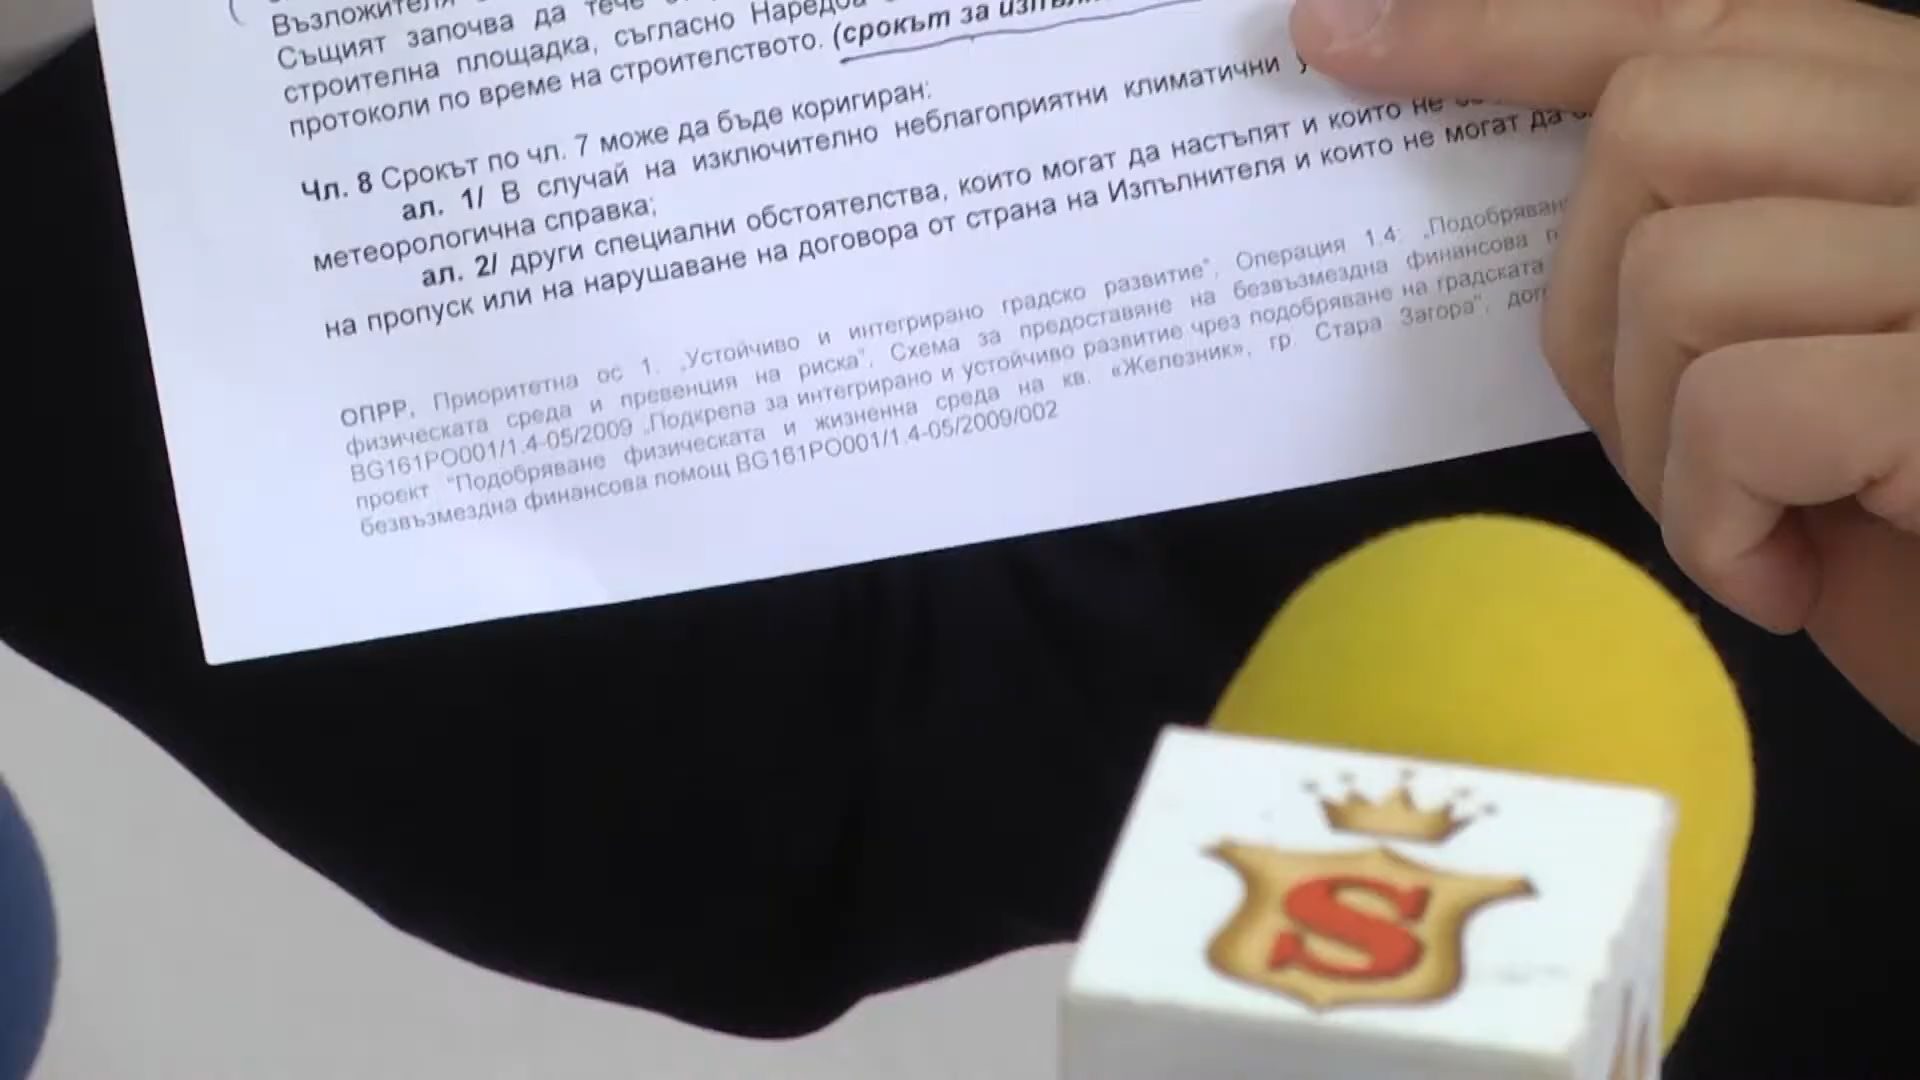 Възложителя
Същият започва да тече
строителна площадка, съгласно Наредба
протоколи по време на строителството. (срокът за
Чл. 8 Срокът по чл. 7 може да бъде коригиран:
ал. 1/ В случай на изключително неблагоприятни климатични
метеорологична справка;
ал. 2/ други специални обстоятелства, които могат да настъпят и които не
на пропуск или на нарушаване на договора от страна на Изпълнителя и които не могат да
ОПРР, Приоритетна ос 1. „Устойчиво и интегрирано градско развитие", Операция 1.4: „Подобряване
физическата среда и превенция на риска", Схема за предоставяне на безвъзмездна финансова
BG161PO001/1.4-05/2009 „Подкрепа за интегрирано и устойчиво развитие чрез подобряване на градската
проект "Подобряване физическата и жизненна среда на кв. «Железник», гр. Стара Загора",
безвъзмездна финансова помощ BG161PO001/1.4-05/2009/002
S